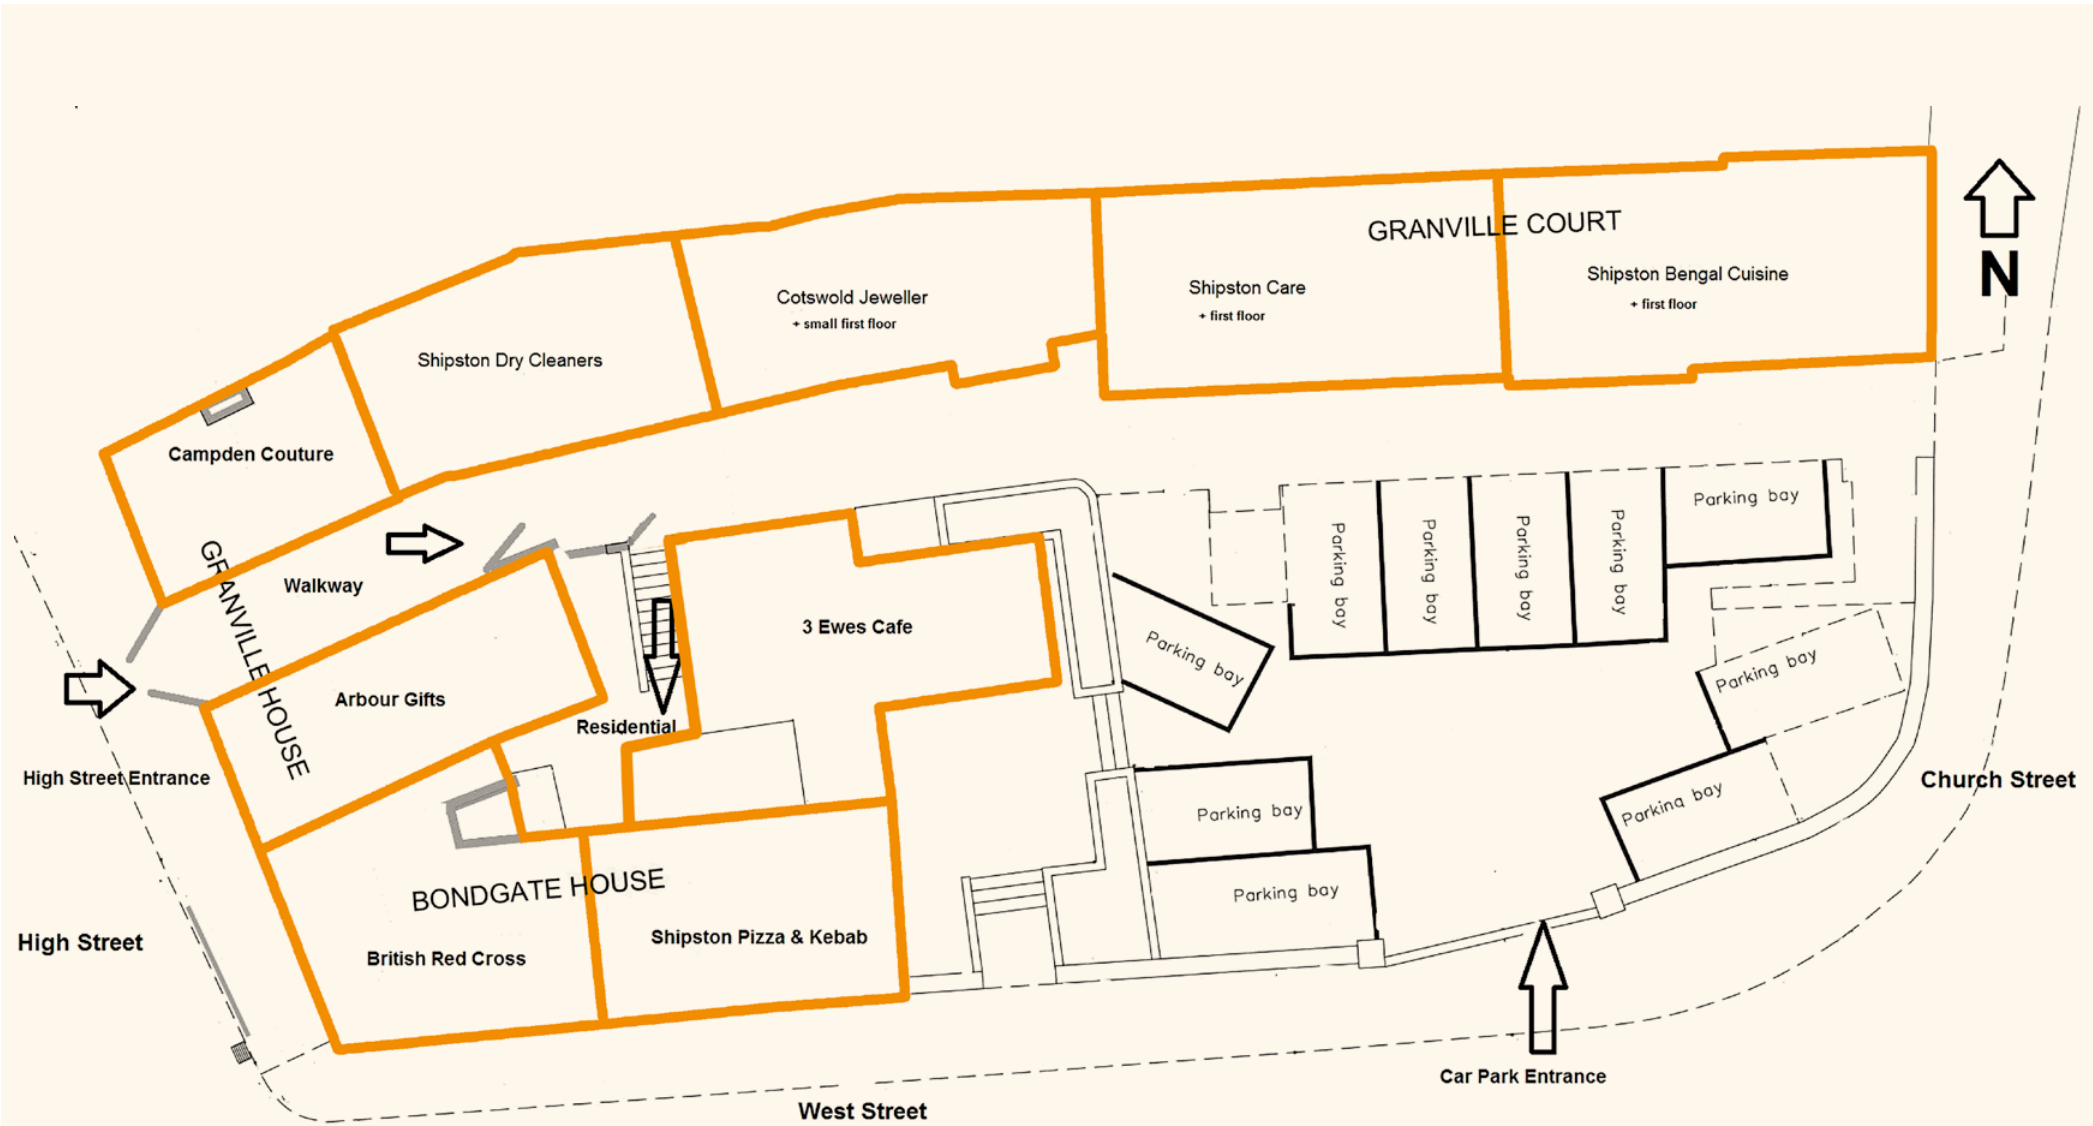 GRANVILLE COURT
Shipston Bengal Cuisine
+ first floor
Shipston Care
+ first floor
Cotswold Jeweller
+ small first floor
Shipston Dry Cleaners
Campden Couture
N
Walkway
GRANVILLE HOUSE
Arbour Gifts
Residential
3 Ewes Cafe
Parking bay
Parking bay
Parking bay
Parking bay
Parking bay
Parking bay
Parking bay
Parkina bay
Parking bay
Parking bay
High Street Entrance
Church Street
BONDGATE HOUSE
High Street
British Red Cross
Shipston Pizza & Kebab
Car Park Entrance
West Street